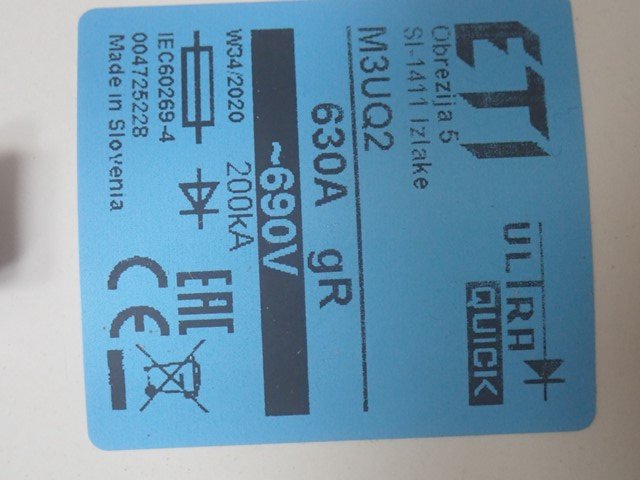 ETI
Obrezija 5
SI-1411 Izlake
ULTRA
QUICK
M3UQ2
630A gR
~690V
W34/2020
200kA
IEC60269-4
004725228
Made in Slovenia
EAC
CE